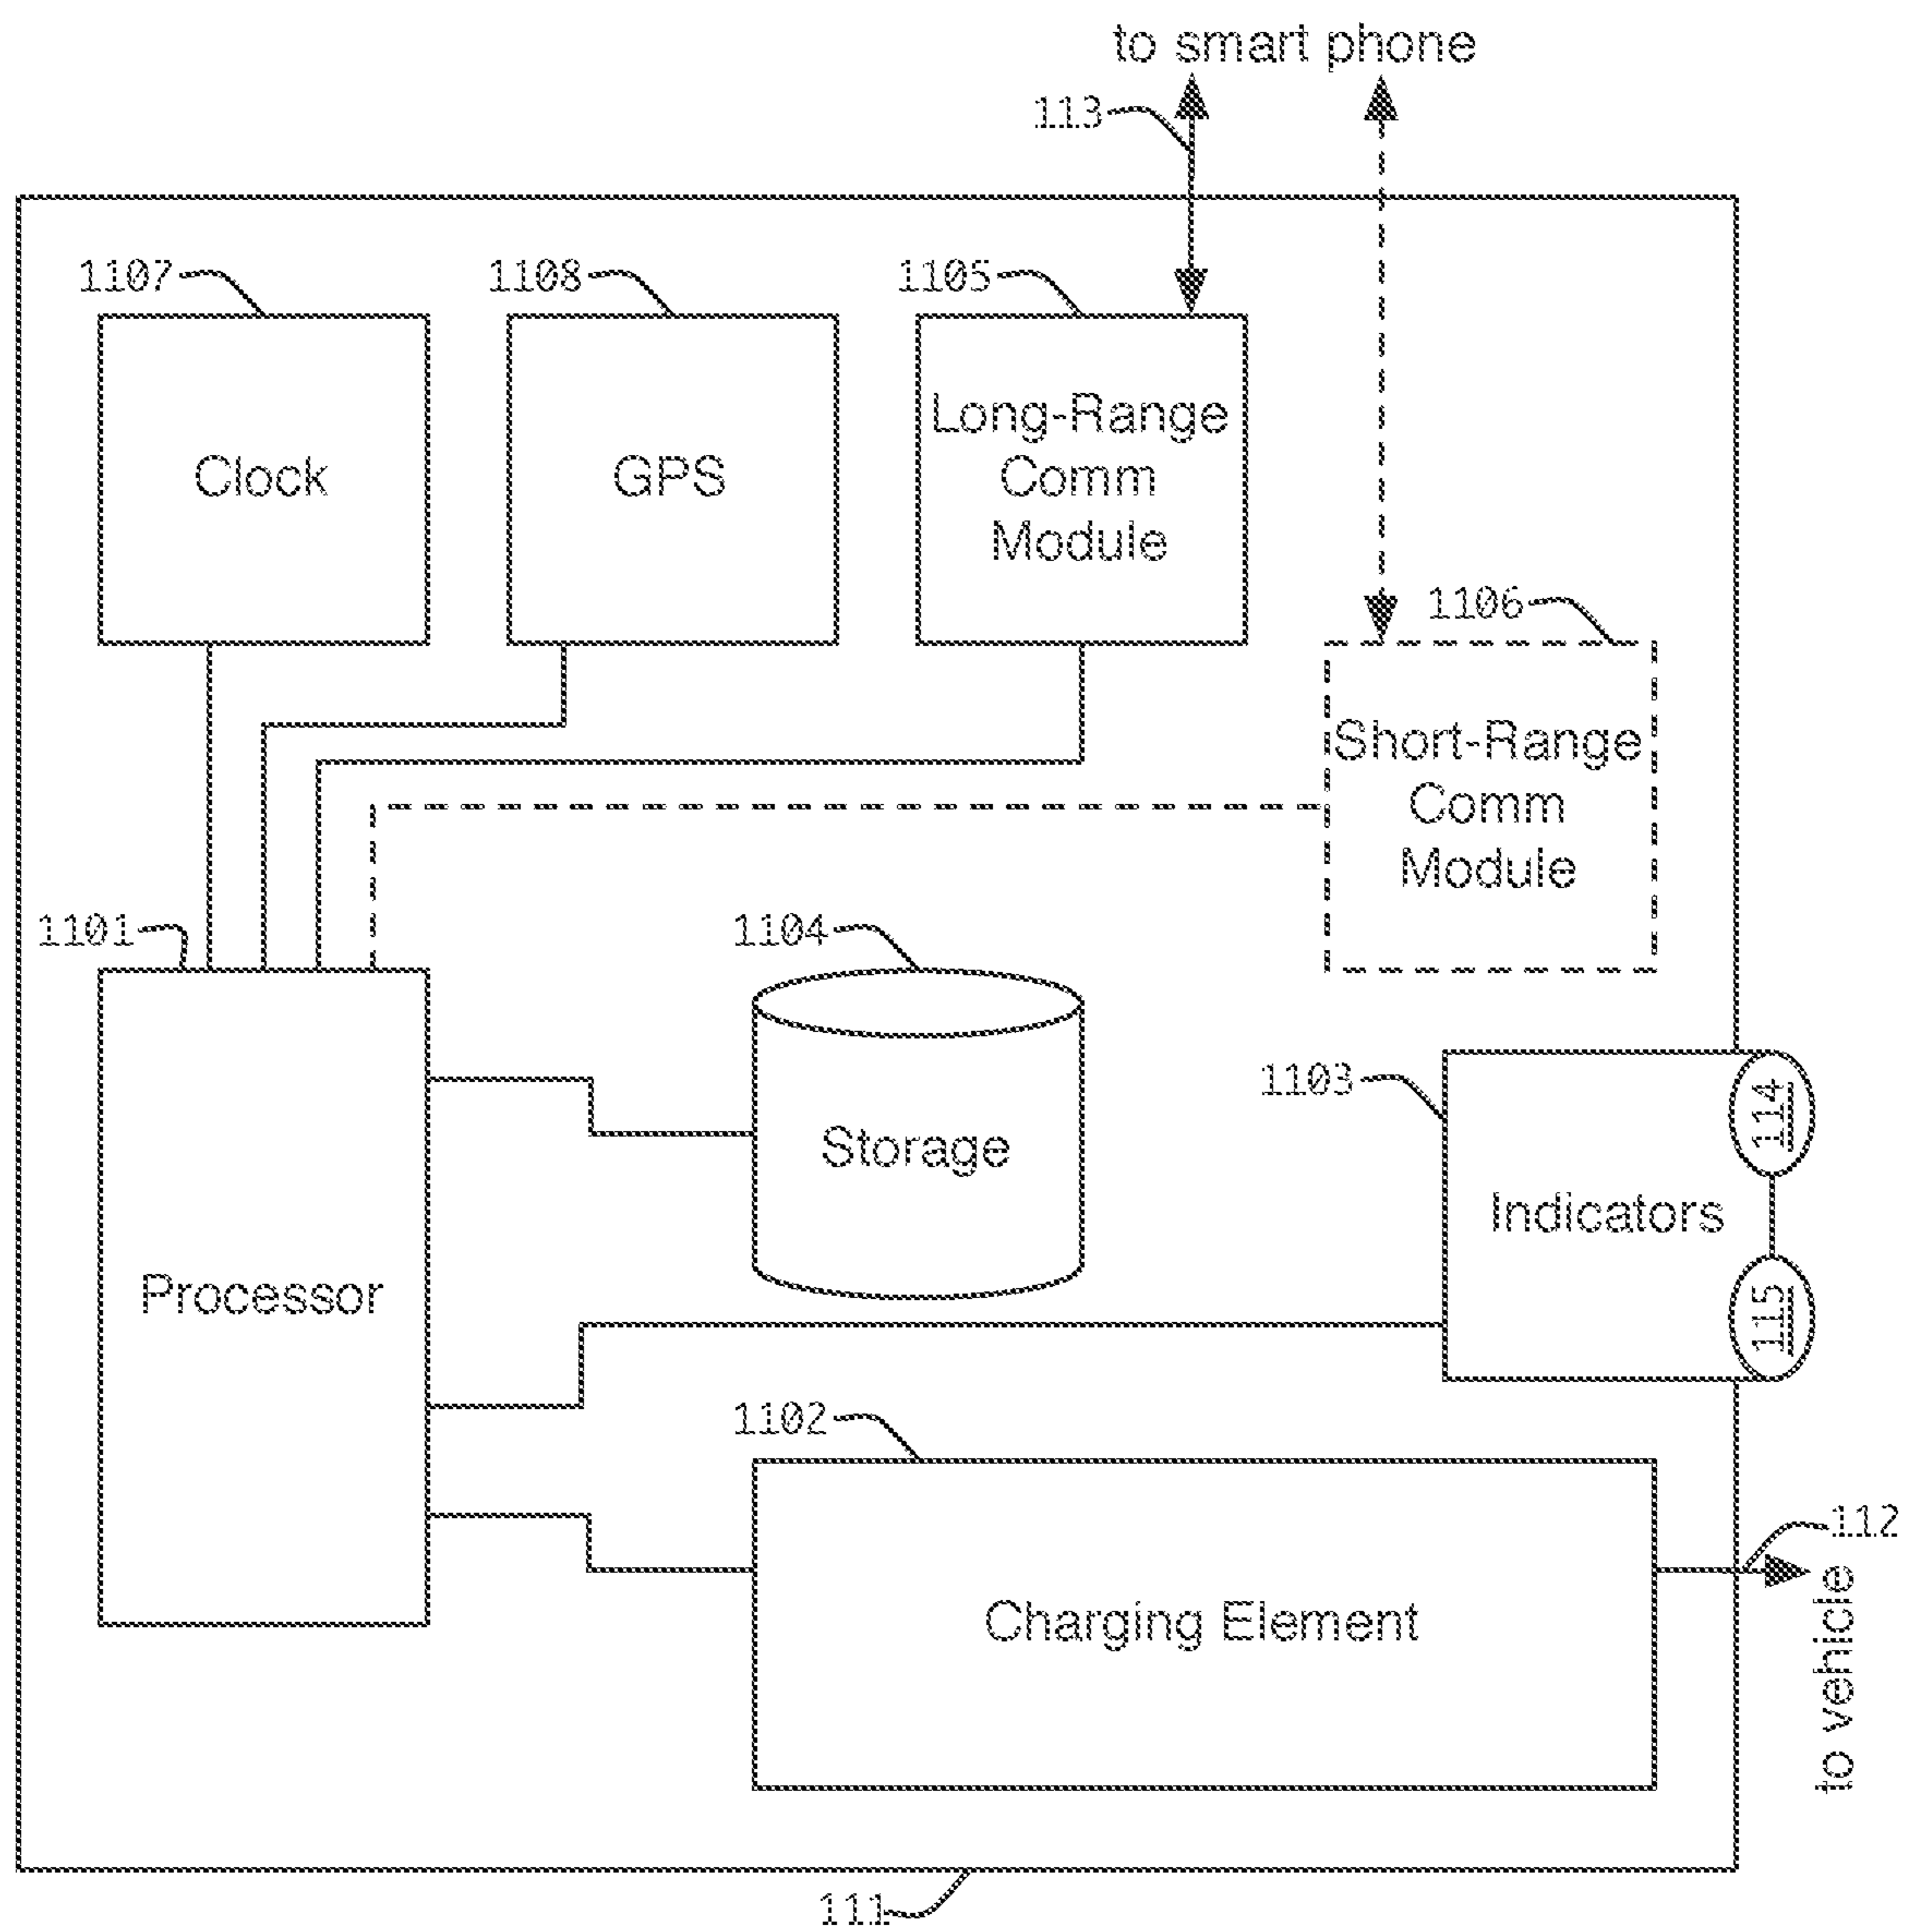 to smart phone
113
1107
1108
1105
Clock
GPS
Long-Range
Comm
Module
1106
Short-Range
Comm
Module
1101
1104
1103
114
Storage
Indicators
Processor
115
1102
112
Charging Element
to vehicle
111